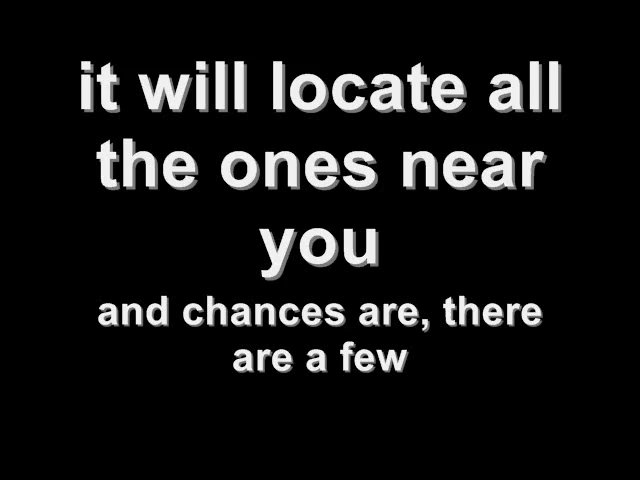 it will locate all
the ones near
you
and chances are, there
are a few